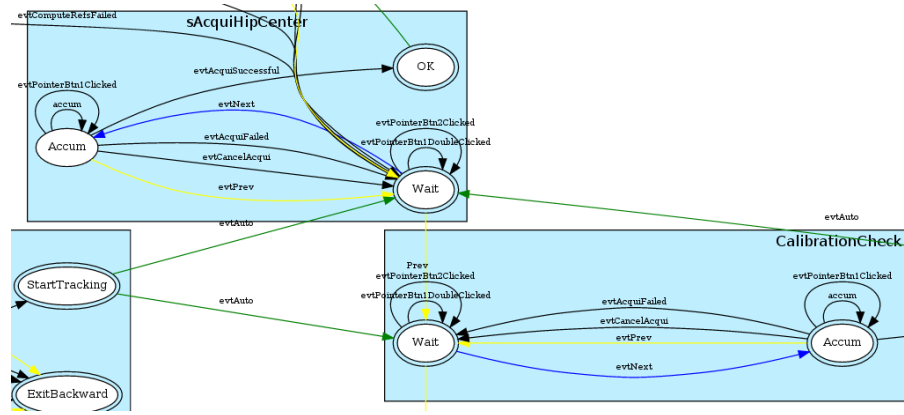 evtComputeRefsFailed
sAcquiHipCenter
OK
evtAcquiSuccessful
evtPointerBtn1Clicked
accum
evtNext
evtPointerBtn2Clicked
evtPointerBtn1DoubleClicked
evtAcquiFailed
Accum
evtCancelAcqui
Wait
evtPrev
evtAuto
evtAuto
CalibrationCheck
Prev
evtPointerBtn2Clicked
evtPointerBtn1Clicked
StartTracking
evtPointerBtn1DoubleClicked
accum
evtAuto
evtAcquiFailed
evtCancelAcqui
evtPrev
Wait
Accum
evtNext
ExitBackward